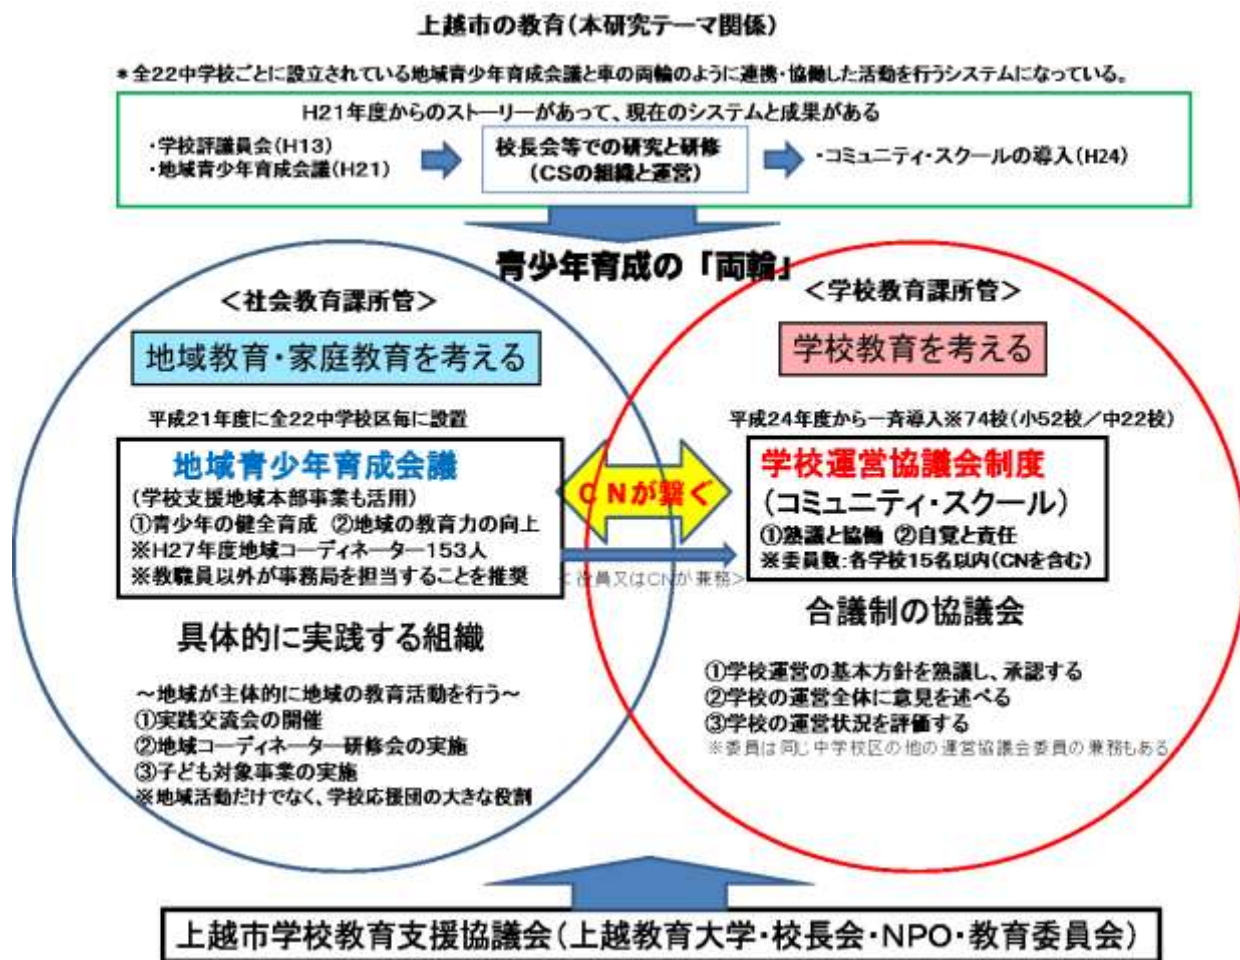 上越市の教育(本研究テーマ関係)
*全22中学校ごとに設立されている地域青少年育成会議と車の両輪のように連携・協働した活動を行うシステムになっている。
H21年度からのストーリーがあって、現在のシステムと成果がある
・学校評議員会(H13)
・地域青少年育成会議(H21)
校長会等での研究と研修
(CSの組織と運営)
・コミュニティ・スクールの導入(H24)
青少年育成の「両輪」
<社会教育課所管>
地域教育・家庭教育を考える
平成21年度に全22中学校区毎に設置
地域青少年育成会議
(学校支援地域本部事業も活用)
①青少年の健全育成 ②地域の教育力の向上
※H27年度地域コーディネーター153人
※教職員以外が事務局を担当することを推奨
具体的に実践する組織
~地域が主体的に地域の教育活動を行う~
①実践交流会の開催
②地域コーディネーター研修会の実施
③子ども対象事業の実施
※地域活動だけでなく、学校応援団の大きな役割
CNが繋ぐ
<役員又はCNが兼務>
<学校教育課所管>
学校教育を考える
平成24年度から一斉導入※74校(小52校/中22校)
学校運営協議会制度
(コミュニティ・スクール)
①熟議と協働 ②自覚と責任
※委員数:各学校15名以内(CNを含む)
合議制の協議会
①学校運営の基本方針を熟議し、承認する
②学校の運営全体に意見を述べる
③学校の運営状況を評価する
※委員は同じ中学校区の他の運営協議会委員の兼務もある
上越市学校教育支援協議会(上越教育大学・校長会・NPO・教育委員会)